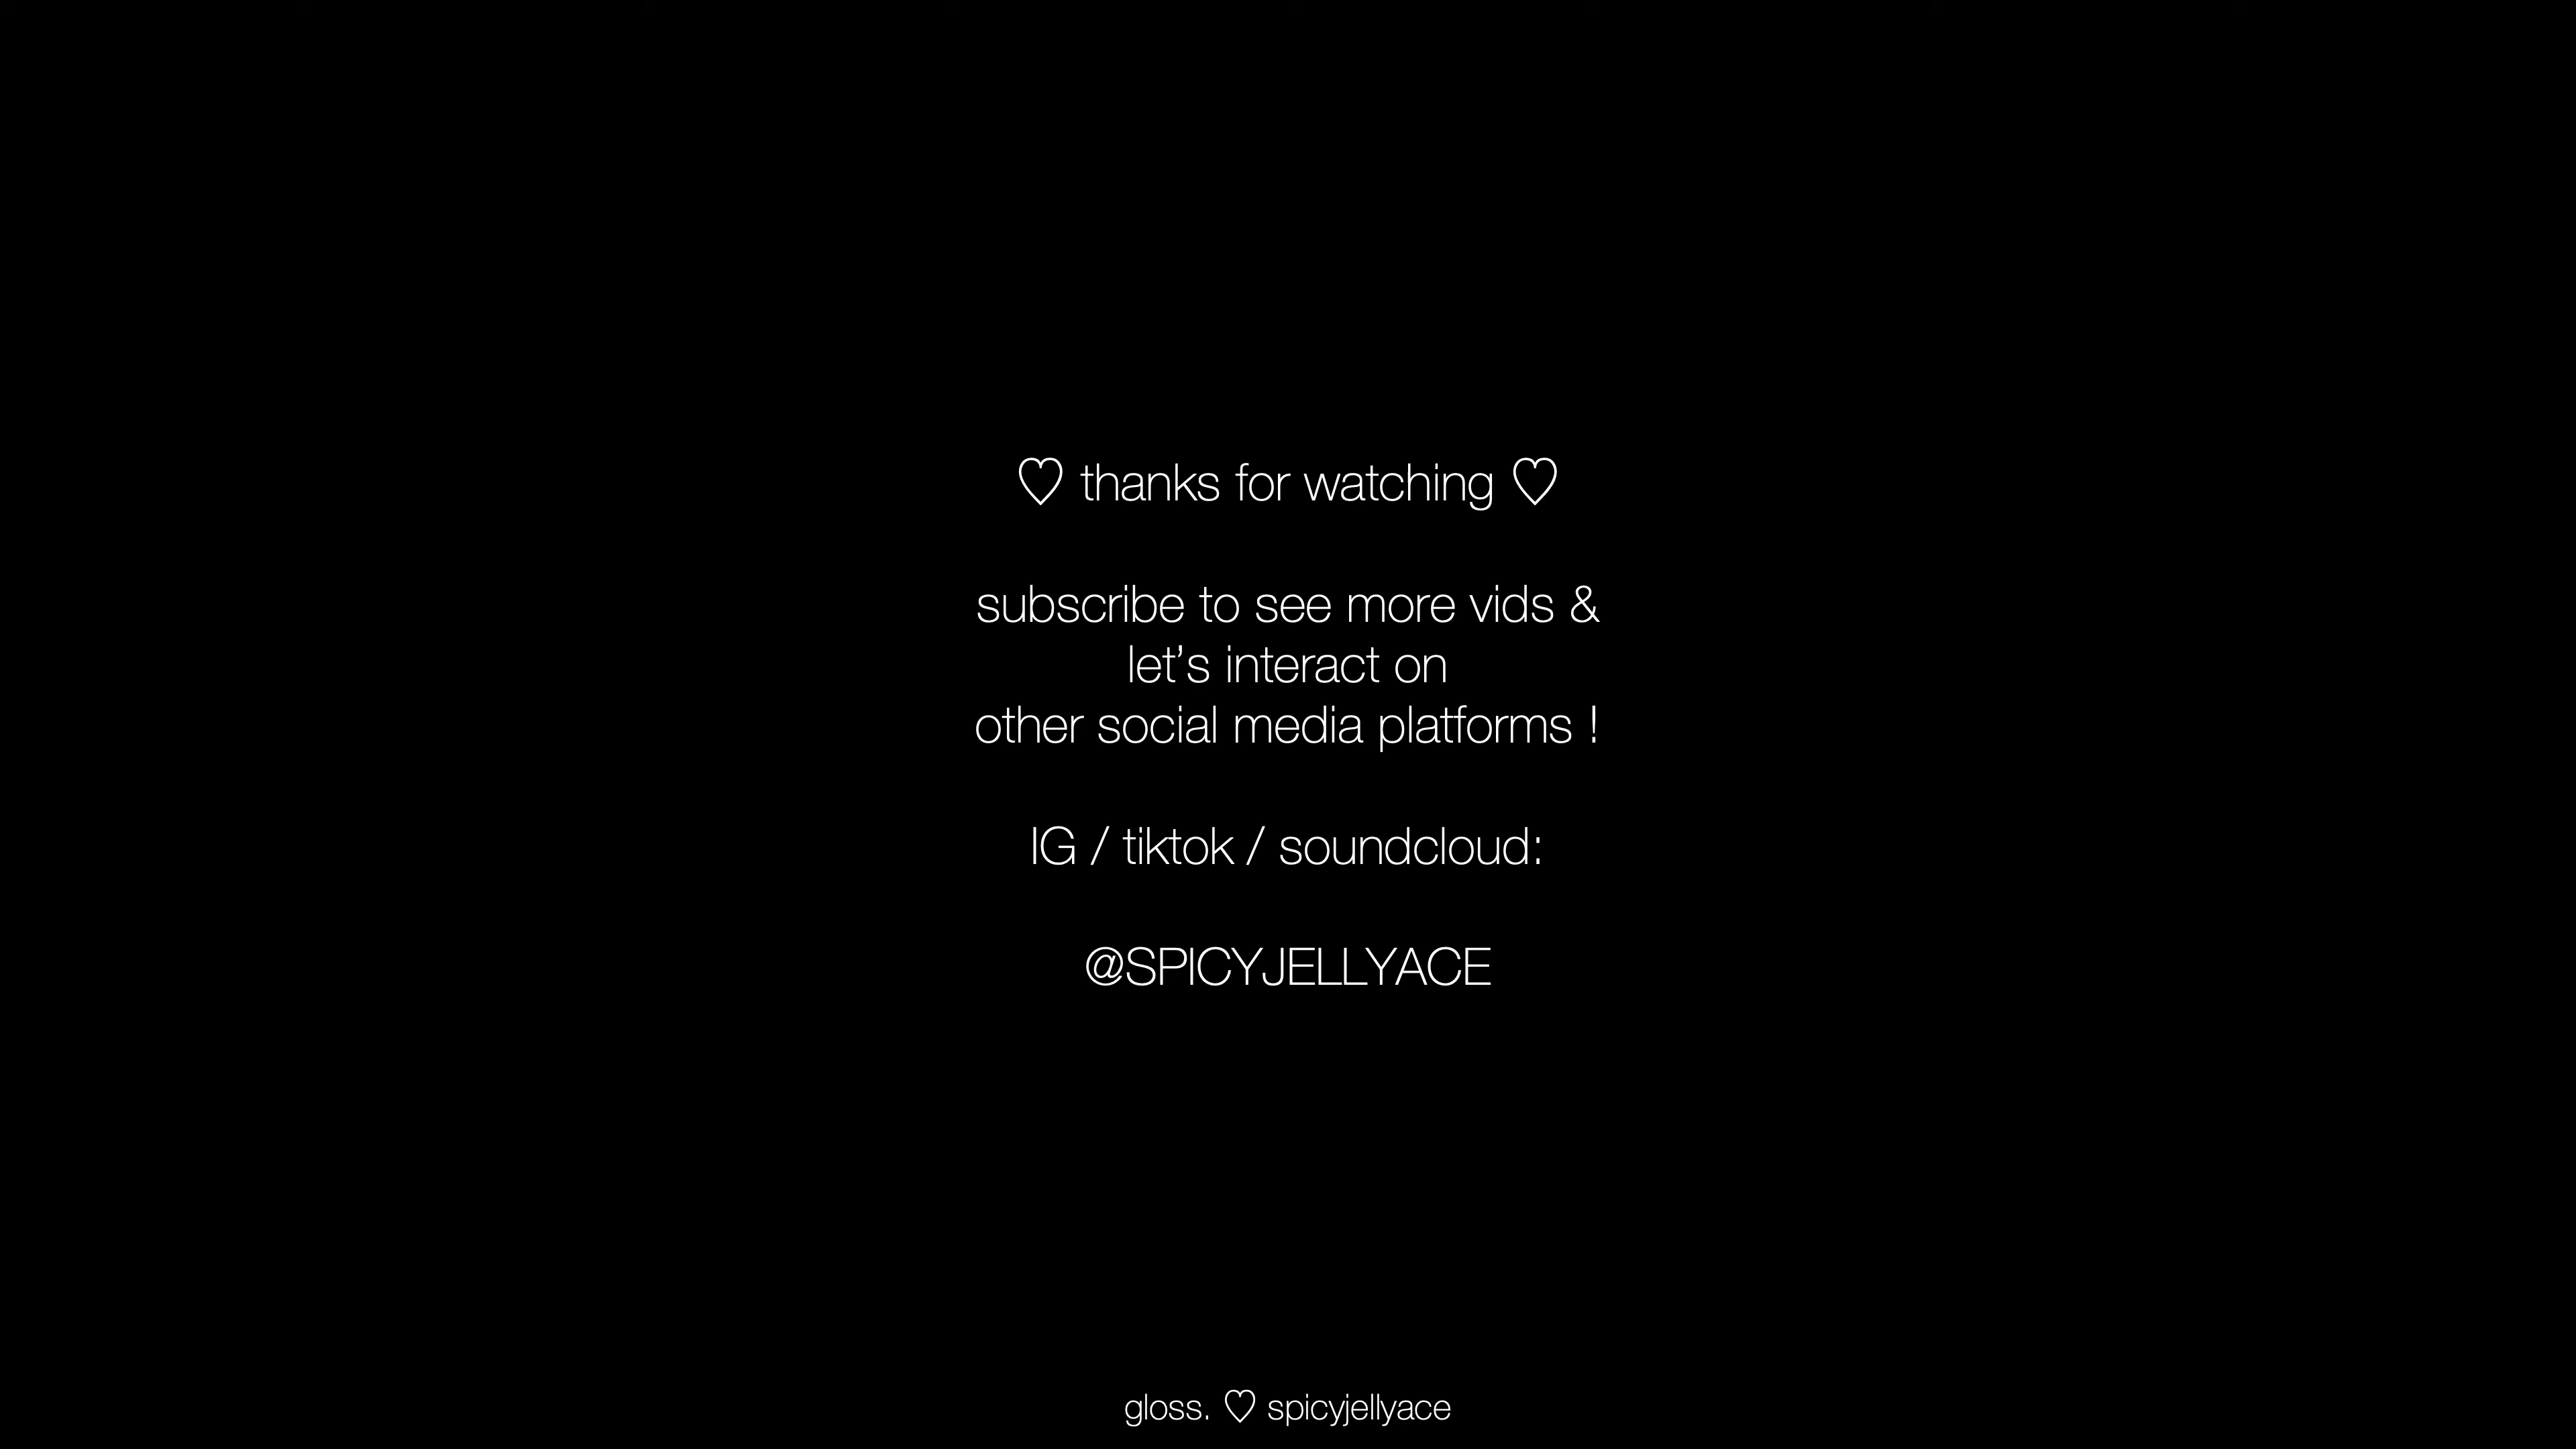 ♡ thanks for watching ♡
subscribe to see more vids &
let’s interact on
other social media platforms !
IG / tiktok / soundcloud:
@SPICYJELLYACE
gloss. ♡ spicyjellyace